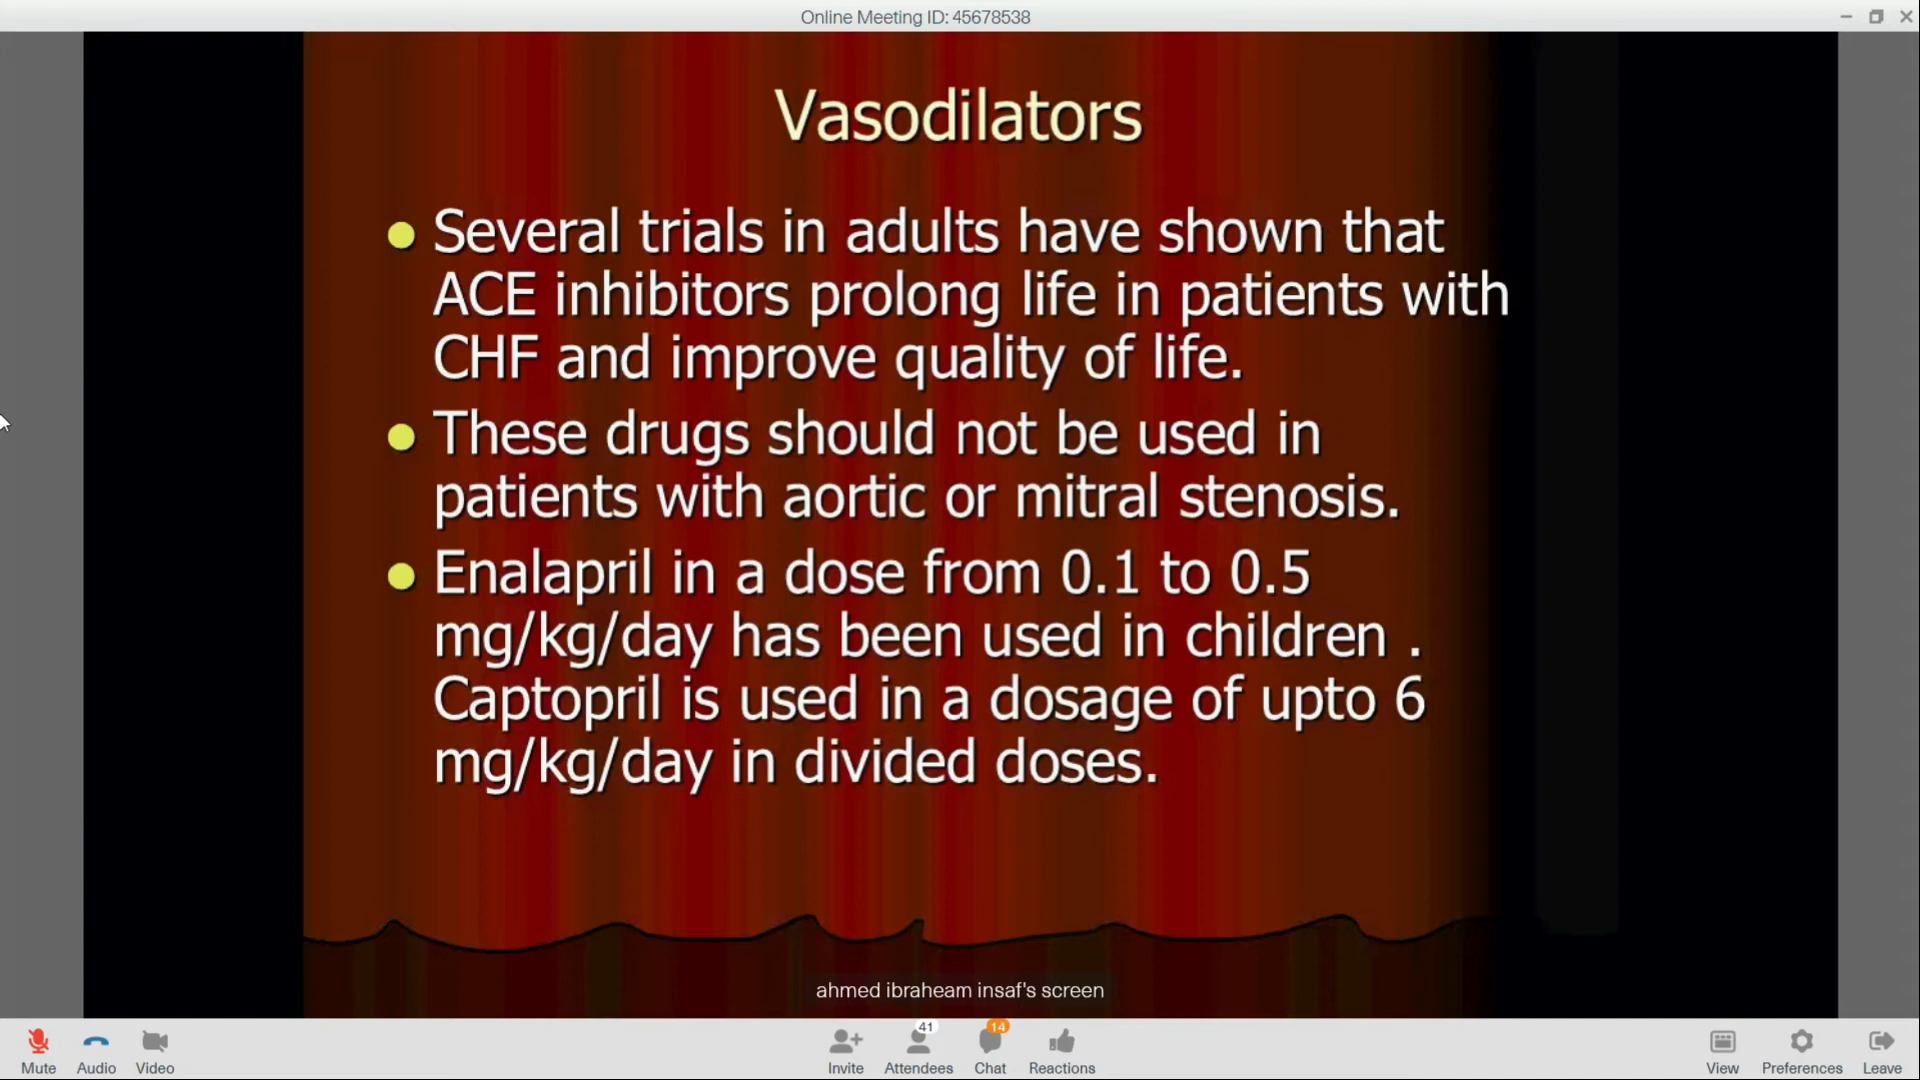 Online Meeting ID: 45678538
Vasodilators
Several trials in adults have shown that
ACE inhibitors prolong life in patients with
CHF and improve quality of life.
These drugs should not be used in
patients with aortic or mitral stenosis.
Enalapril in a dose from 0.1 to 0.5
mg/kg/day has been used in children .
Captopril is used in a dosage of upto 6
mg/kg/day in divided doses.
ahmed ibraheam insaf's screen
41
14
Mute Audio Video Invite Attendees Chat Reactions View Preferences Leave